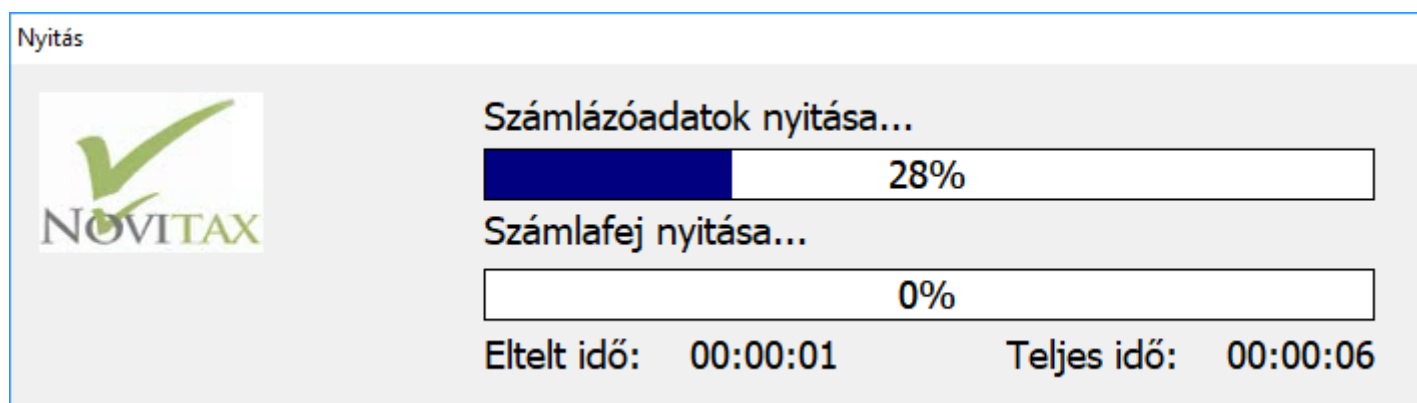 Nyitás
NOVITAX
Számlázóadatok nyitása...
28%
Számlafej nyitása...
0%
Eltelt idő: 00:00:01 Teljes idő: 00:00:06